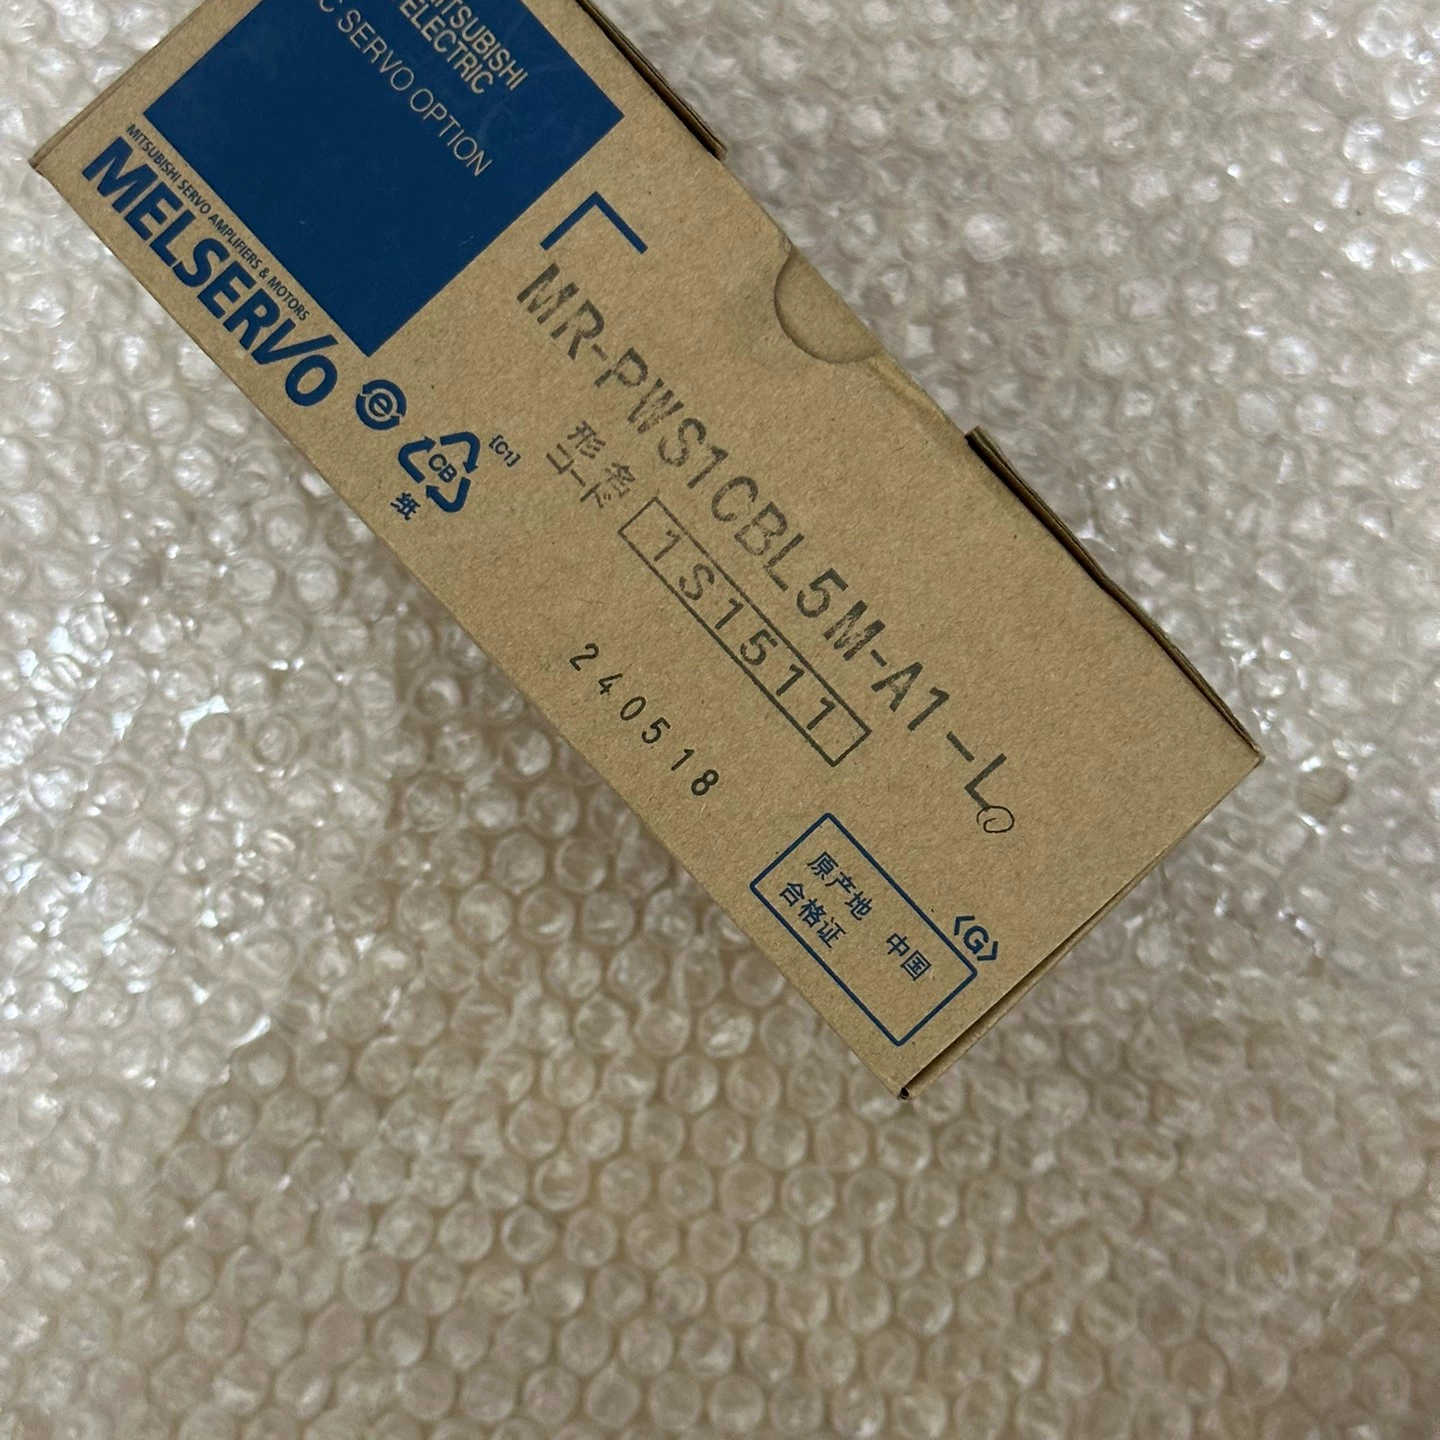 MITSUBISHI
ELECTRIC
C SERVO OPTION
MITSUBISHI SERVO AMPLIFIERS & MOTORS
MELSERVO
e
CB
[C1]
纸
MR-PWS1CBL5M-A1-L
形名
コード
1S1511
240518
<G>
原产地 中国
合格证